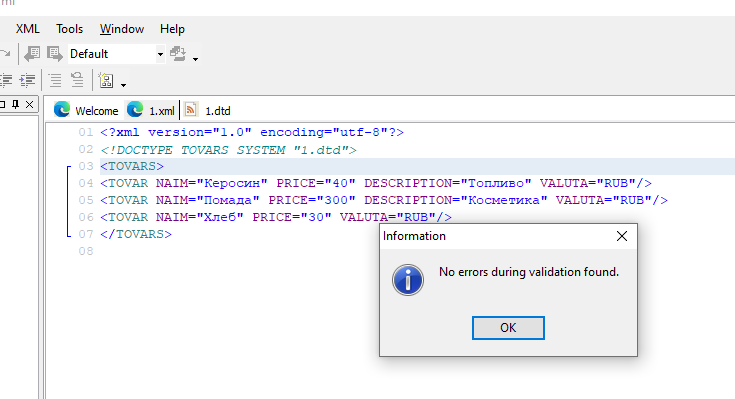 XML Tools Window Help
Default
Welcome 1.xml 1.dtd
01 <?xml version="1.0" encoding="utf-8"?>
02 <!DOCTYPE TOVARS SYSTEM "1.dtd">
03 <TOVARS>
04 <TOVAR NAIM="Керосин" PRICE="40" DESCRIPTION="Топливо" VALUTA="RUB"/>
05 <TOVAR NAIM="Помада" PRICE="300" DESCRIPTION="Косметика" VALUTA="RUB"/>
06 <TOVAR NAIM="Хлеб" PRICE="30" VALUTA="RUB"/>
07 </TOVARS>
08
Information
No errors during validation found.
OK